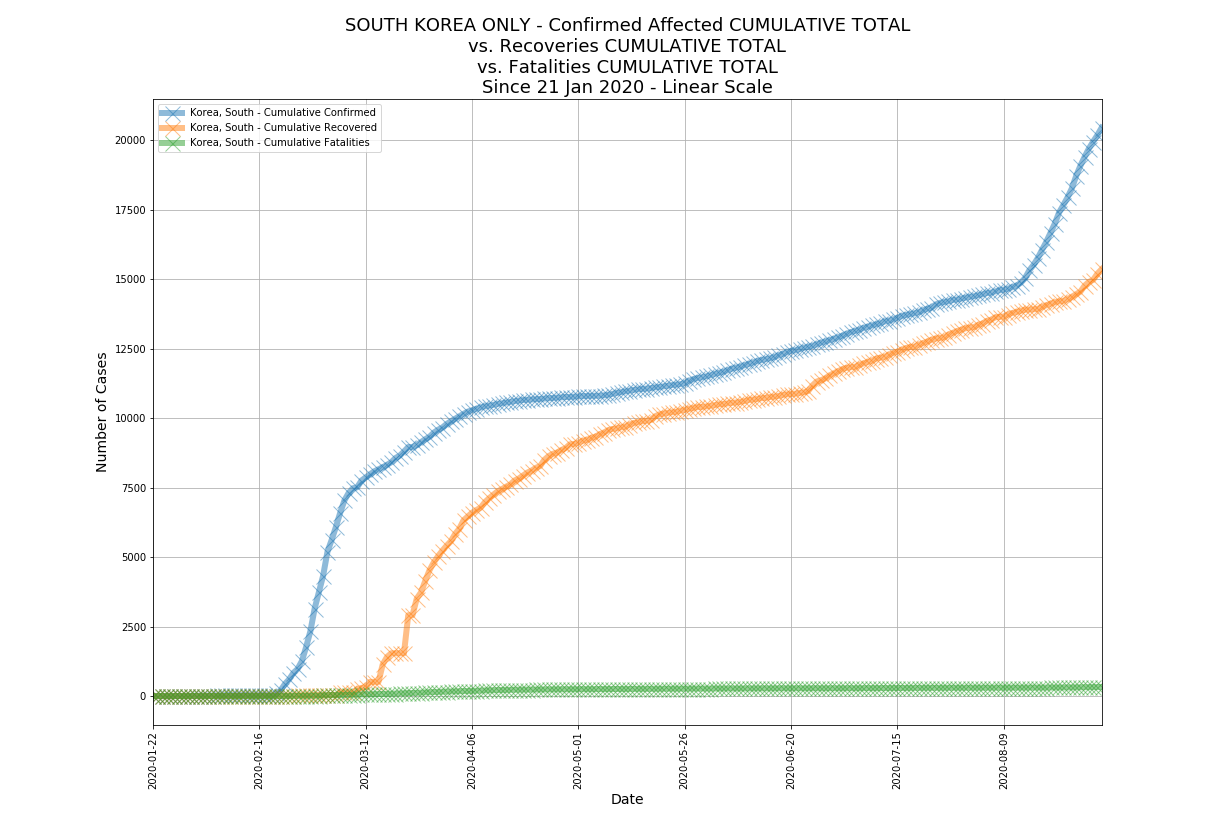 SOUTH KOREA ONLY - Confirmed Affected CUMULATIVE TOTAL
vs. Recoveries CUMULATIVE TOTAL
vs. Fatalities CUMULATIVE TOTAL
Since 21 Jan 2020 - Linear Scale
Korea, South - Cumulative Confirmed
Korea, South - Cumulative Recovered
Korea, South - Cumulative Fatalities
Number of Cases
20000
17500
15000
12500
10000
7500
5000
2500
0
2020-01-22
2020-02-16
2020-03-12
2020-04-06
2020-05-01
2020-05-26
2020-06-20
2020-07-15
2020-08-09
Date